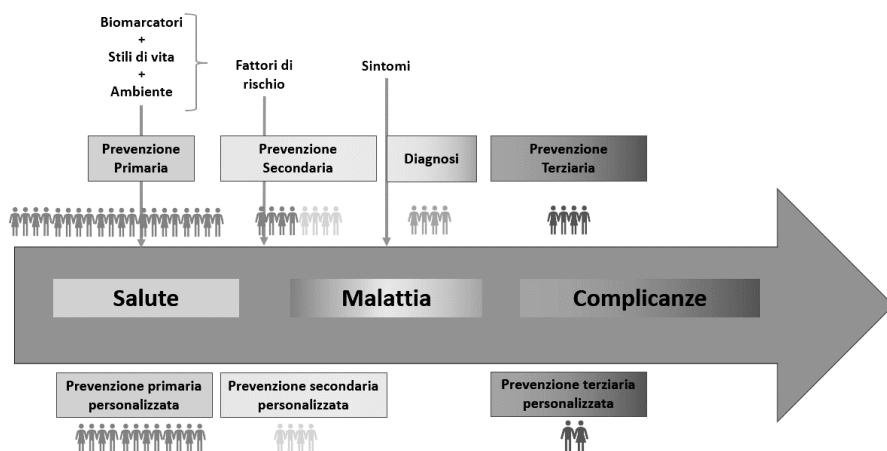 Biomarcatori
+
Stili di vita
+
Ambiente
Fattori di
rischio
Sintomi
Prevenzione
Primaria
Prevenzione
Secondaria
Diagnosi
Prevenzione
Terziaria
Salute
Malattia
Complicanze
Prevenzione primaria
personalizzata
Prevenzione secondaria
personalizzata
Prevenzione terziaria
personalizzata